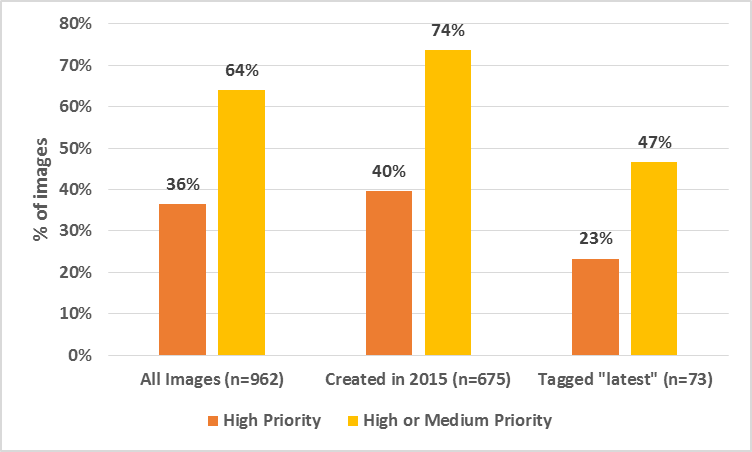 80%
70%
60%
50%
40%
30%
20%
10%
0%
% of images
36%
64%
40%
74%
23%
47%
All Images (n=962)
Created in 2015 (n=675)
Tagged "latest" (n=73)
High Priority
High or Medium Priority